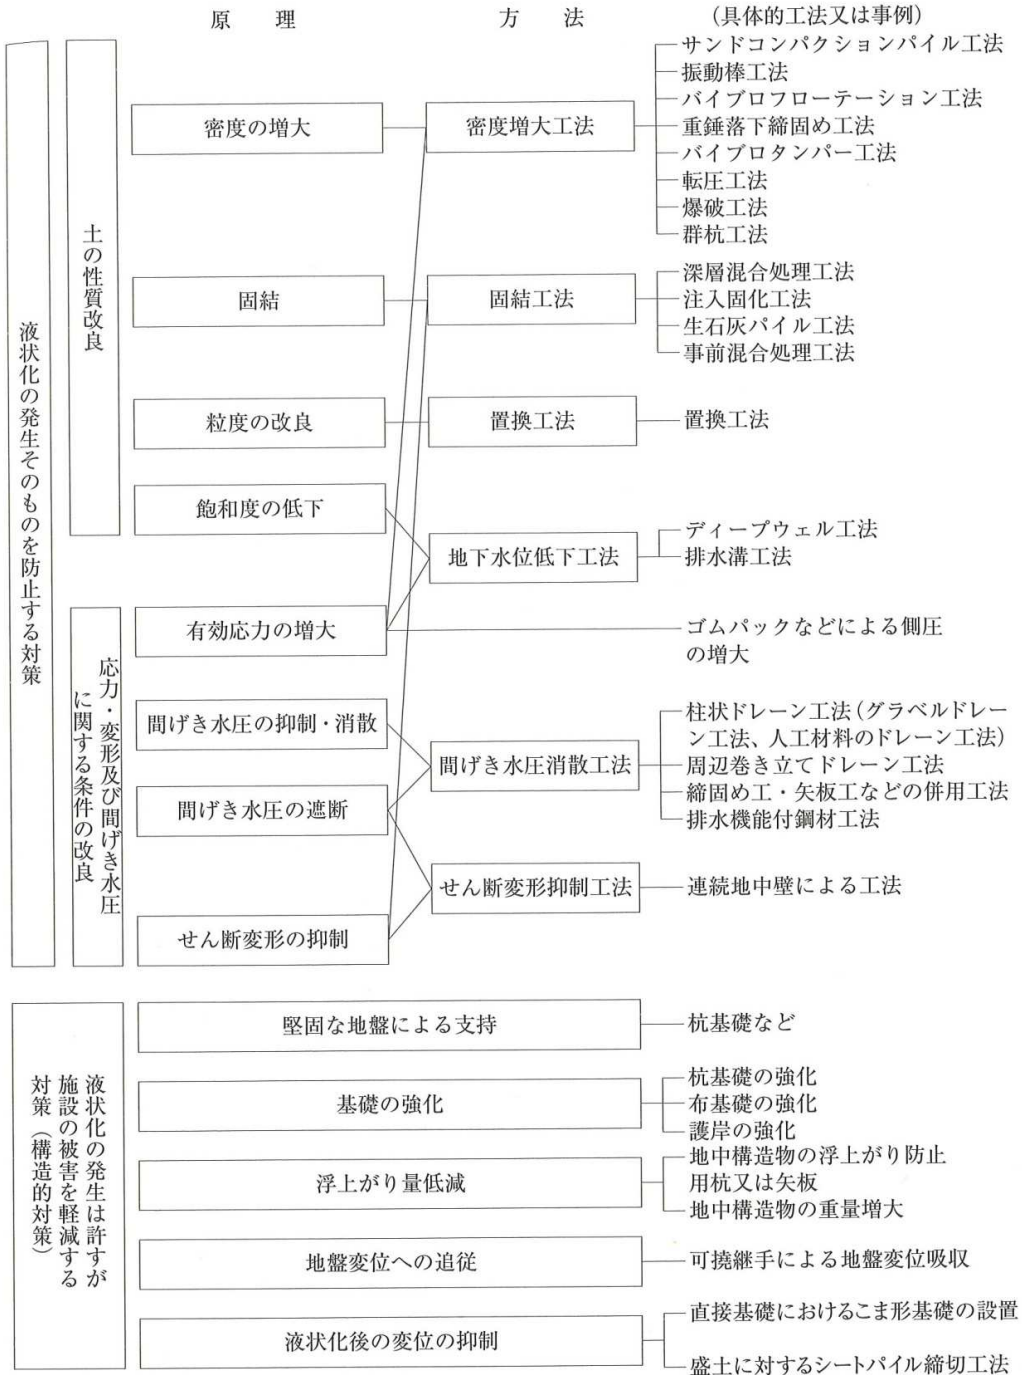 原理
方法
(具体的工法又は事例)
液状化の発生そのものを防止する対策
土の性質改良
密度の増大
密度増大工法
サンドコンパクションパイル工法
振動棒工法
バイブロフローテーション工法
重錘落下締固め工法
バイブロタンパー工法
転圧工法
爆破工法
群杭工法
固結
固結工法
深層混合処理工法
注入固化工法
生石灰パイル工法
事前混合処理工法
粒度の改良
置換工法
置換工法
飽和度の低下
地下水位低下工法
ディープウェル工法
排水溝工法
応力・変形及び間げき水圧
に関する条件の改良
有効応力の増大
ゴムパックなどによる側圧
の増大
間げき水圧の抑制・消散
間げき水圧消散工法
柱状ドレーン工法(グラベルドレー
ン工法、人工材料のドレーン工法)
周辺巻き立てドレーン工法
締固め工・矢板工などの併用工法
排水機能付鋼材工法
間げき水圧の遮断
せん断変形抑制工法
連続地中壁による工法
せん断変形の抑制
液状化の発生は許すが
施設の被害を軽減する
対策(構造的対策)
堅固な地盤による支持
杭基礎など
基礎の強化
杭基礎の強化
布基礎の強化
護岸の強化
浮上がり量低減
地中構造物の浮上がり防止
用杭又は矢板
地中構造物の重量増大
地盤変位への追従
可撓継手による地盤変位吸収
液状化後の変位の抑制
直接基礎におけるこま形基礎の設置
盛土に対するシートパイル締切工法